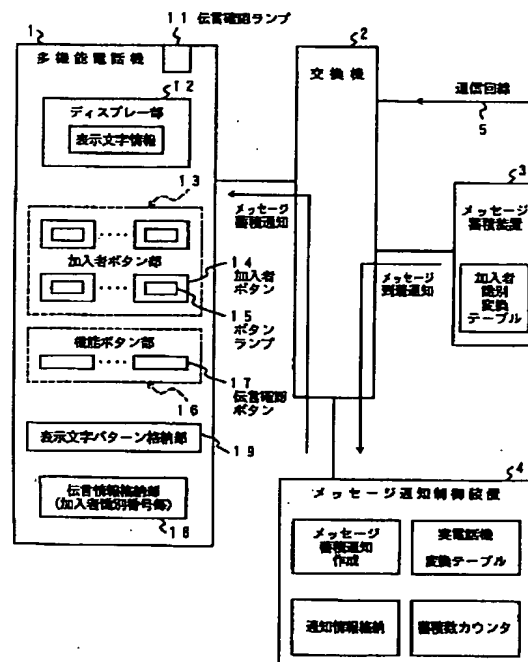 11 伝言確認ランプ
1
多機能電話機
12
ディスプレー部
表示文字情報
13
加入者ボタン部
14
加入者
ボタン
15
ボタン
ランプ
機能ボタン部
16
17
伝言確認
ボタン
表示文字パターン格納部
19
伝言情報格納部
(加入者識別番号部)
18
2
交換機
通信回線
5
メッセージ
蓄積通知
メッセージ
到着通知
3
メッセージ
蓄積装置
加入者
識別
変換
テーブル
4
メッセージ通知制御装置
メッセージ
蓄積通知
作成
実電話機
変換テーブル
通知情報格納
蓄積数カウンタ